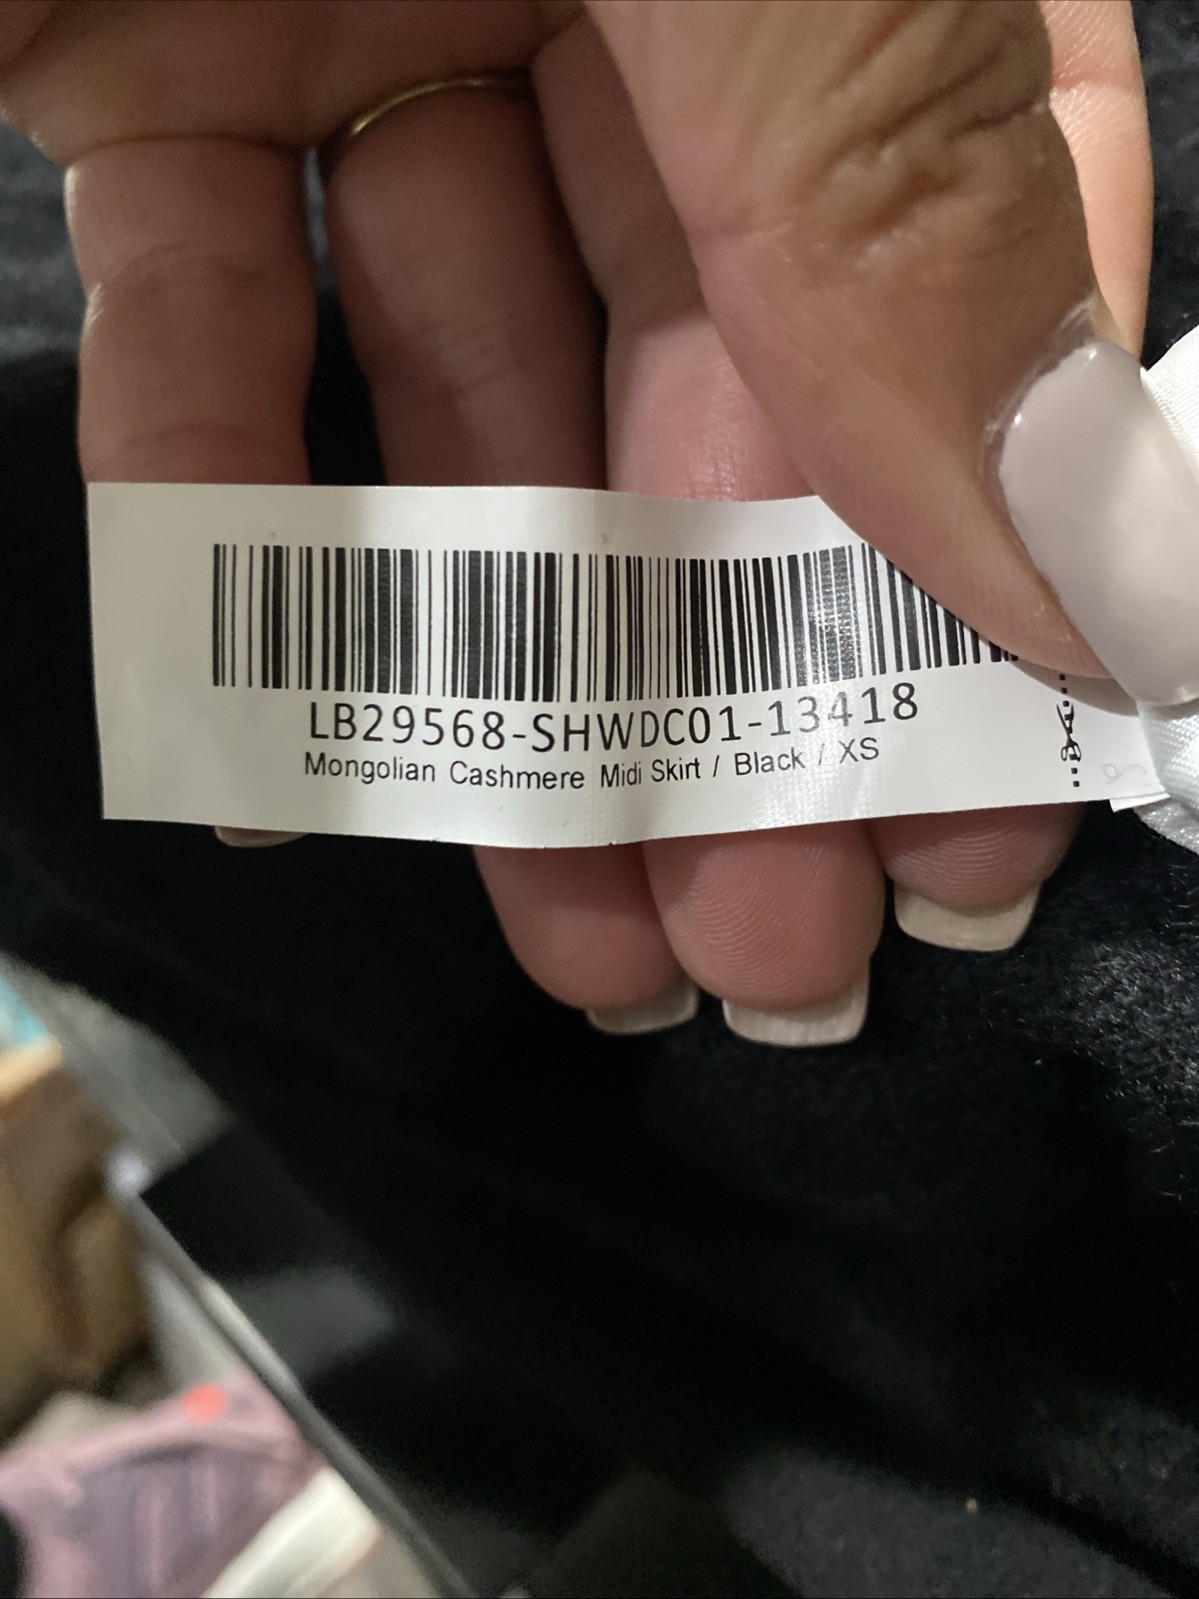 LB29568-SHWDC01-13418
Mongolian Cashmere Midi Skirt / Black / XS